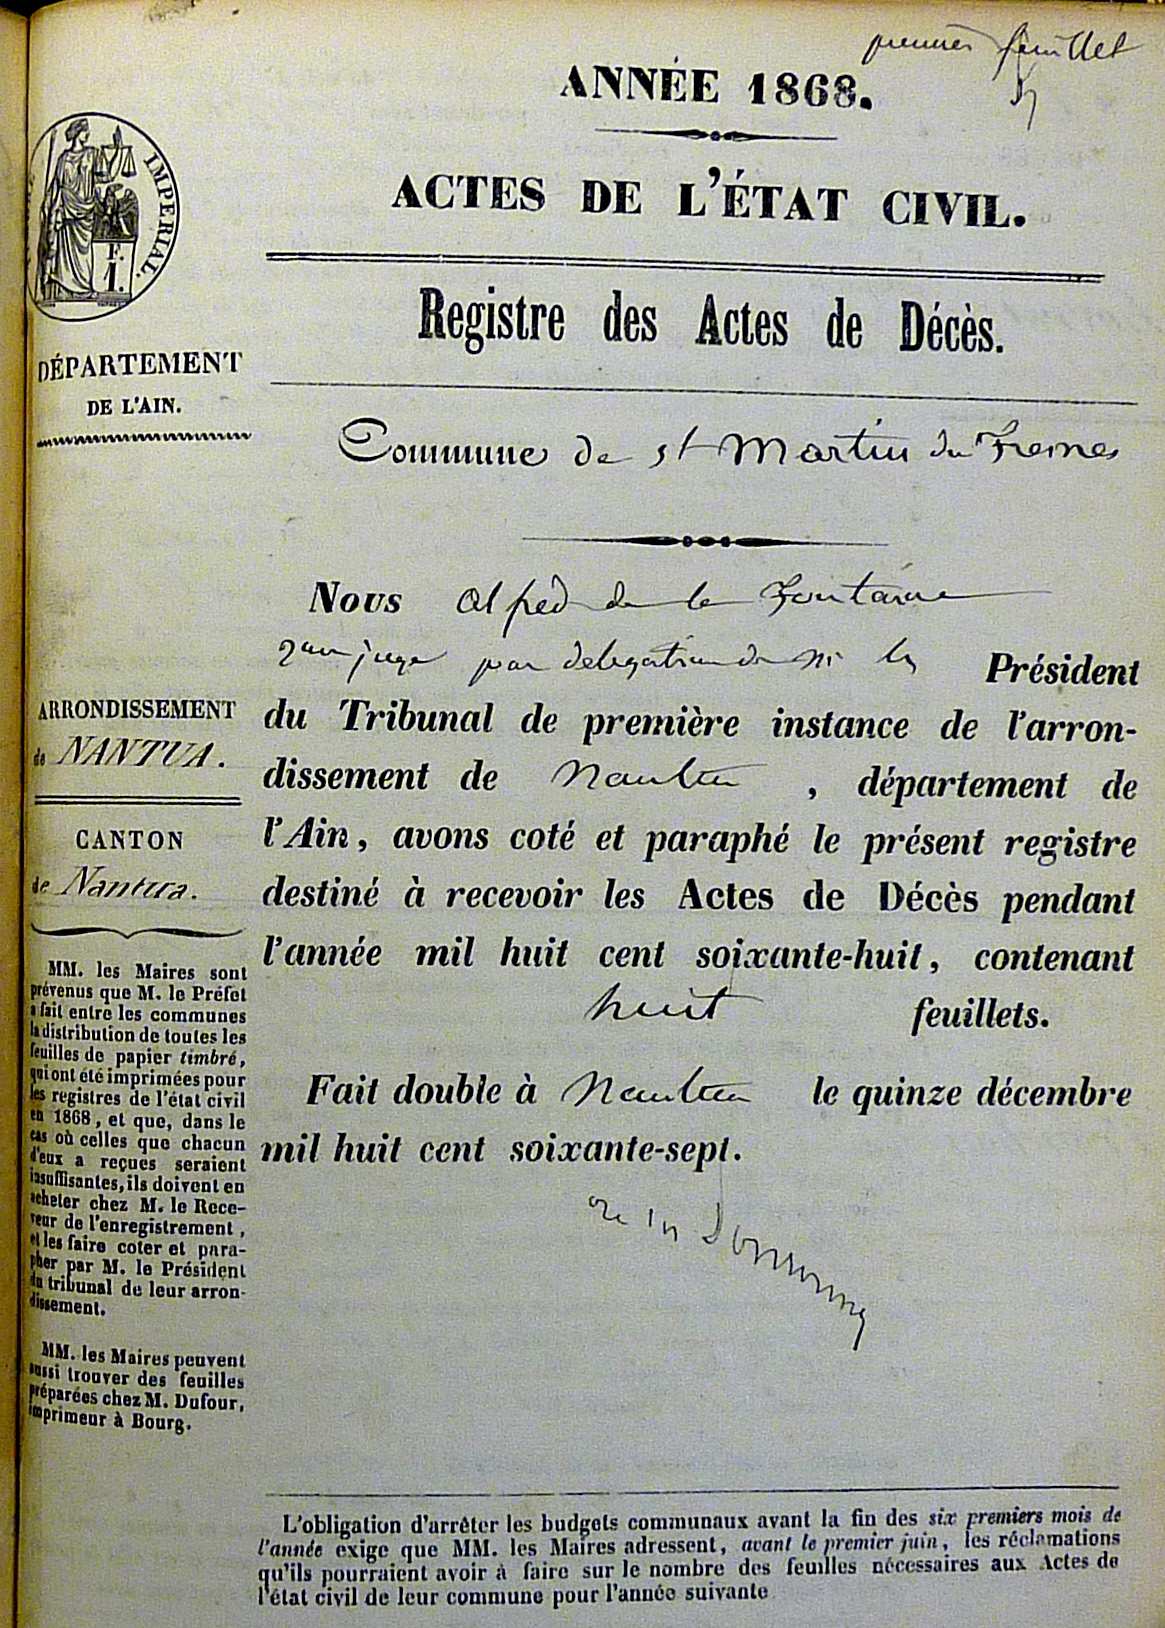 premier feuillet
ANNÉE 1868.
ACTES DE L'ÉTAT CIVIL.
IMPERIAL.
F.
1.
Registre des Actes de Décès.
DÉPARTEMENT
DE L'AIN.
Commune de st Martin du Fresne
Nous Alfred de la Fontaine
juge par delegation de Mr le Président
du Tribunal de première instance de l'arron-
dissement de Nantua, département de
l'Ain, avons coté et paraphé le présent registre
destiné à recevoir les Actes de Décès pendant
l'année mil huit cent soixante-huit, contenant
huit feuillets.
Fait double à Nantua le quinze décembre
mil huit cent soixante-sept.
ARRONDISSEMENT
de NANTUA.
CANTON
de Nantua.
MM. les Maires sont
prévenus que M. le Préfet
a fait entre les communes
la distribution de toutes les
feuilles de papier timbré,
qui ont été imprimées pour
les registres de l'état civil
en 1868, et que, dans le
cas où celles que chacun
d'eux a reçues seraient
insuffisantes, ils doivent en
acheter chez M. le Rece-
veur de l'enregistrement,
et les faire coter et para-
pher par M. le Président
du tribunal de leur arron-
dissement.
MM. les Maires peuvent
aussi trouver des feuilles
préparées chez M. Dufour,
imprimeur à Bourg.
L'obligation d'arrêter les budgets communaux avant la fin des six premiers mois de
l'année exige que MM. les Maires adressent, avant le premier juin, les réclamations
qu'ils pourraient avoir à faire sur le nombre des feuilles nécessaires aux Actes de
l'état civil de leur commune pour l'année suivante